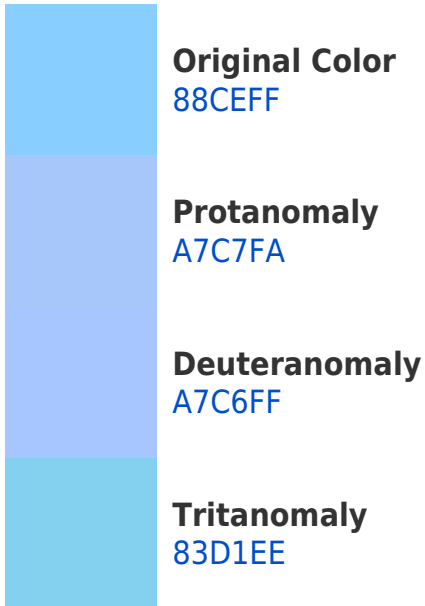 Original Color
88CEFF
Protanomaly
A7C7FA
Deuteranomaly
A7C6FF
Tritanomaly
83D1EE